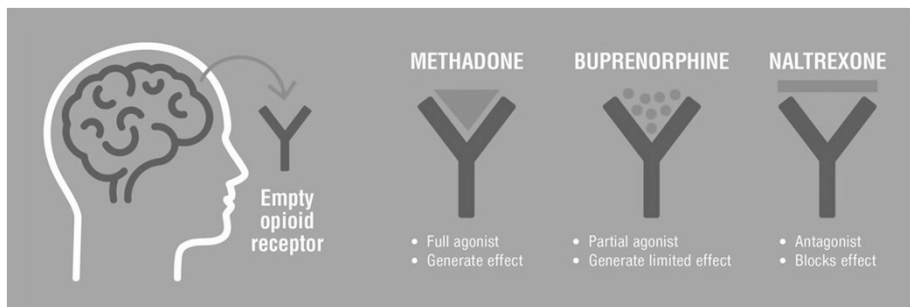 Empty
opioid
receptor
METHADONE
• Full agonist
• Generate effect
BUPRENORPHINE
• Partial agonist
• Generate limited effect
NALTREXONE
• Antagonist
• Blocks effect